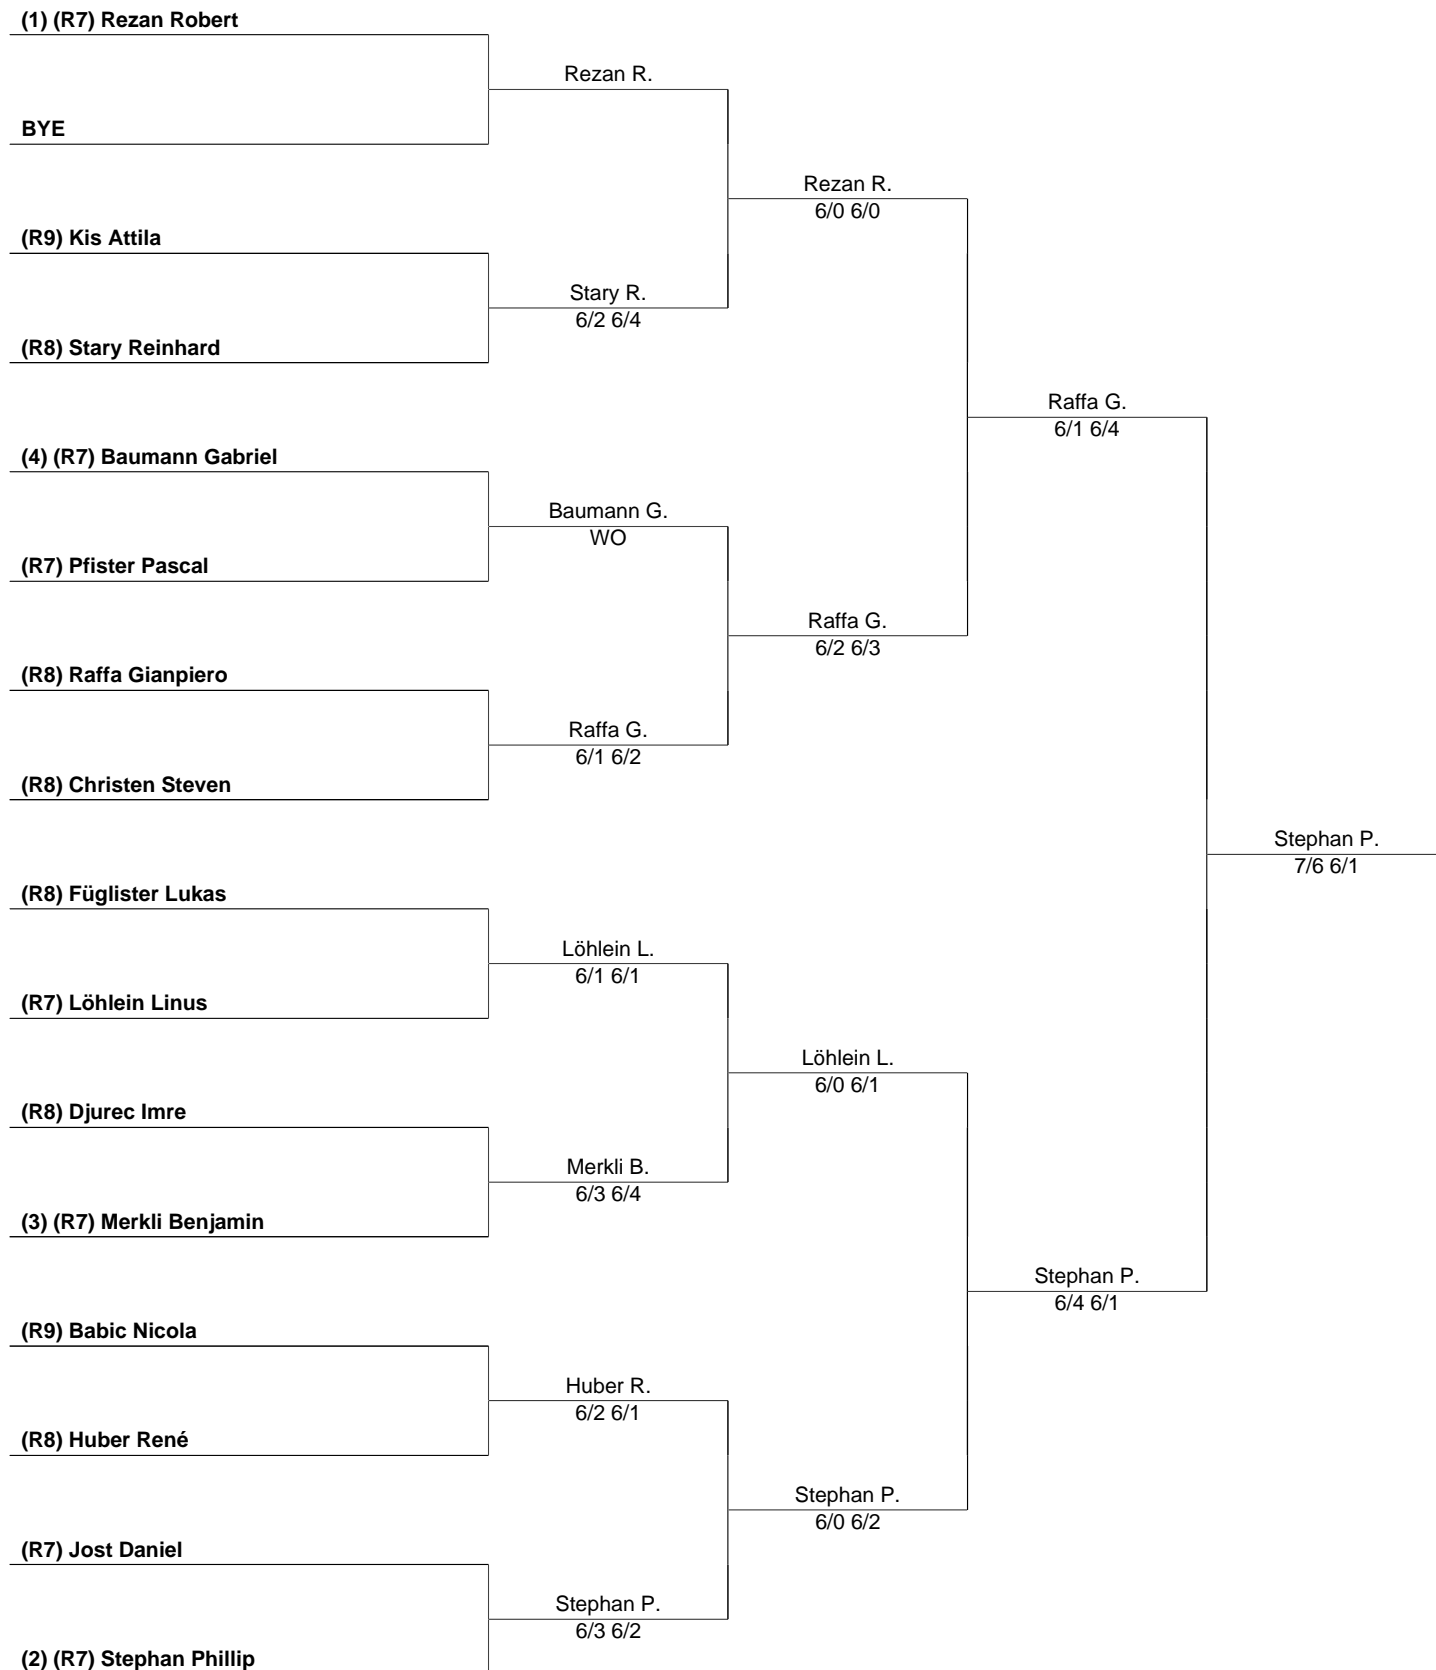 (1) (R7) Rezan Robert
Rezan R.
BYE
Rezan R.
6/0 6/0
(R9) Kis Attila
Stary R.
6/2 6/4
(R8) Stary Reinhard
Raffa G.
6/1 6/4
(4) (R7) Baumann Gabriel
Baumann G.
WO
(R7) Pfister Pascal
Raffa G.
6/2 6/3
(R8) Raffa Gianpiero
Raffa G.
6/1 6/2
(R8) Christen Steven
Stephan P.
7/6 6/1
(R8) Füglister Lukas
Löhlein L.
6/1 6/1
(R7) Löhlein Linus
Löhlein L.
6/0 6/1
(R8) Djurec Imre
Merkli B.
6/3 6/4
(3) (R7) Merkli Benjamin
Stephan P.
6/4 6/1
(R9) Babic Nicola
Huber R.
6/2 6/1
(R8) Huber René
Stephan P.
6/0 6/2
(R7) Jost Daniel
Stephan P.
6/3 6/2
(2) (R7) Stephan Phillip